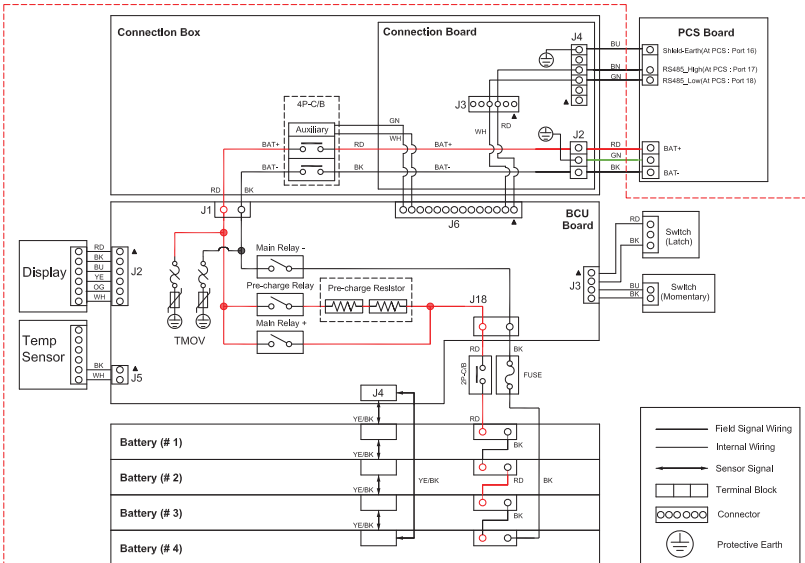 Connection Box
Connection Board
J4
PCS Board
BU
Shield-Earth(At PCS : Port 16)
BN
RS485_High(At PCS : Port 17)
GN
RS485_Low(At PCS : Port 18)
4P-C/B
J3
GN
WH
RD
Auxiliary
WH
J2
BAT+
RD
BAT+
RD
BAT+
GN
BAT-
BK
BAT-
BK
BAT-
RD
BK
J1
J6
BCU
Board
RD
BK
Switch
(Latch)
Main Relay -
Display
RD
BK
BU
YE
OG
WH
J2
J3
BU
BK
Switch
(Momentary)
Pre-charge Relay
Pre-charge Resistor
J18
TMOV
Main Relay +
Temp
Sensor
BK
WH
J5
RD
BK
2P-C/B
FUSE
J4
YE/BK
RD
Battery (# 1)
BK
YE/BK
Battery (# 2)
YE/BK
RD
BK
YE/BK
Battery (# 3)
BK
YE/BK
Battery (# 4)
Field Signal Wiring
Internal Wiring
Sensor Signal
Terminal Block
Connector
Protective Earth